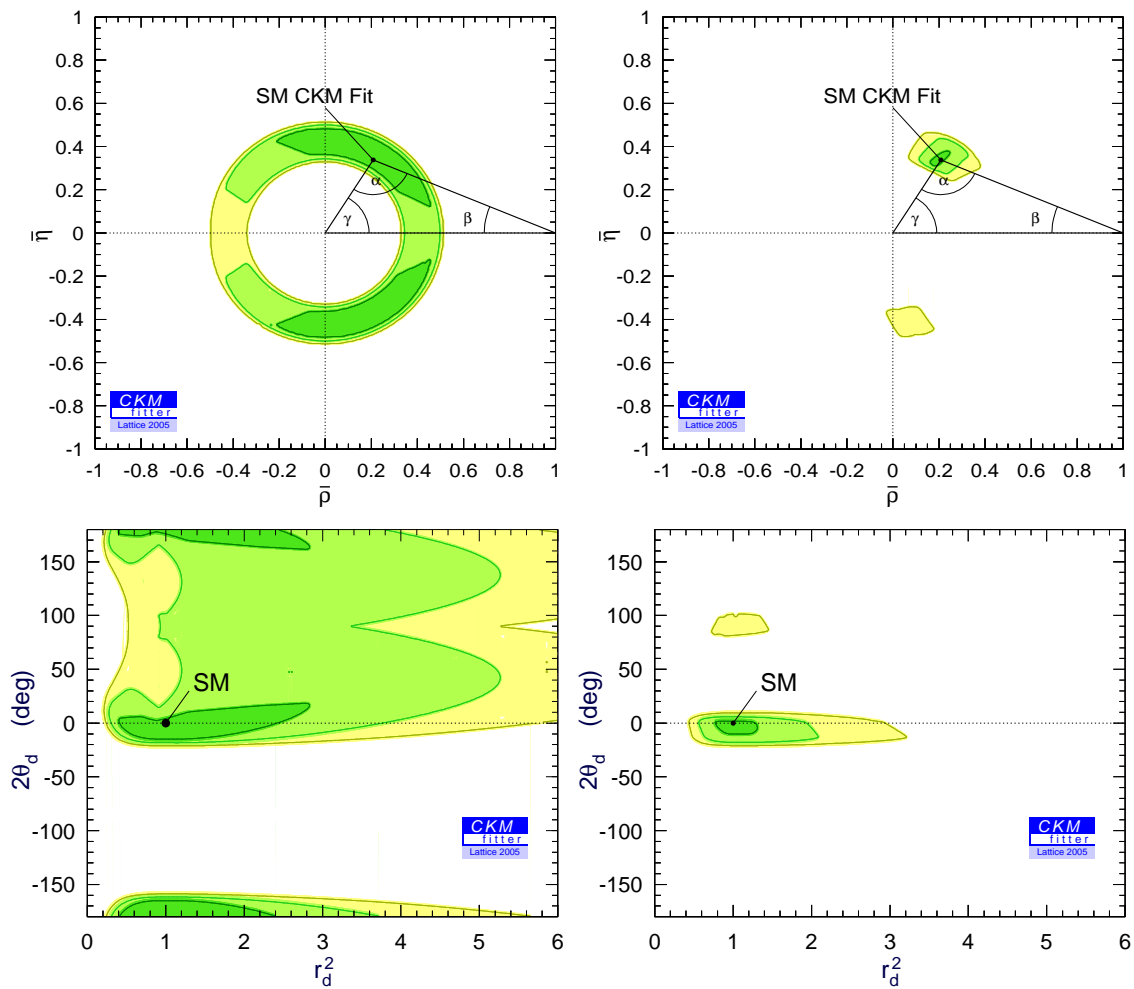 1
0.8
0.6
0.4
0.2
0
-0.2
-0.4
-0.6
-0.8
-1
η̄
SM CKM Fit
α
γ
β
CKM
fitter
Lattice 2005
-1 -0.8 -0.6 -0.4 -0.2 0 0.2 0.4 0.6 0.8 1
ρ̄
1
0.8
0.6
0.4
0.2
0
-0.2
-0.4
-0.6
-0.8
-1
η̄
SM CKM Fit
α
γ
β
CKM
fitter
Lattice 2005
-1 -0.8 -0.6 -0.4 -0.2 0 0.2 0.4 0.6 0.8 1
ρ̄
150
100
50
0
-50
-100
-150
2θd (deg)
SM
CKM
fitter
Lattice 2005
0 1 2 3 4 5 6
rd²
150
100
50
0
-50
-100
-150
2θd (deg)
SM
CKM
fitter
Lattice 2005
0 1 2 3 4 5 6
rd²